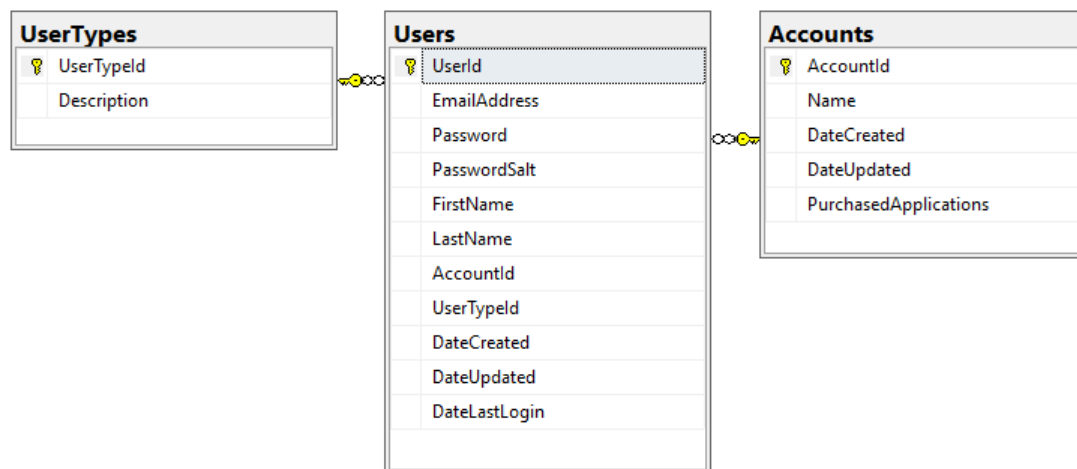 UserTypes
UserTypeId
Description
Users
UserId
EmailAddress
Password
PasswordSalt
FirstName
LastName
AccountId
UserTypeId
DateCreated
DateUpdated
DateLastLogin
Accounts
AccountId
Name
DateCreated
DateUpdated
PurchasedApplications